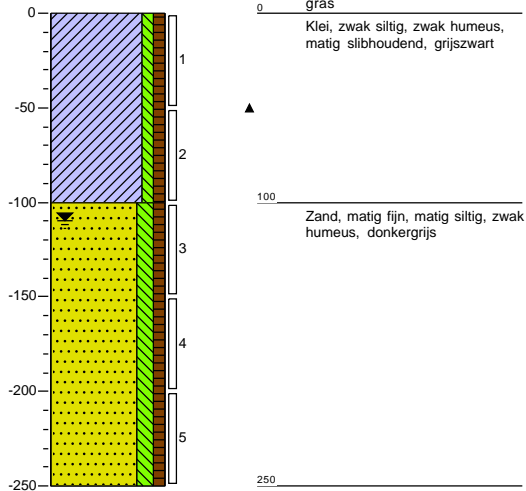 0
-50
-100
-150
-200
-250
1
2
3
4
5
0
gras
Klei, zwak siltig, zwak humeus,
matig slibhoudend, grijszwart
100
Zand, matig fijn, matig siltig, zwak
humeus, donkergrijs
250